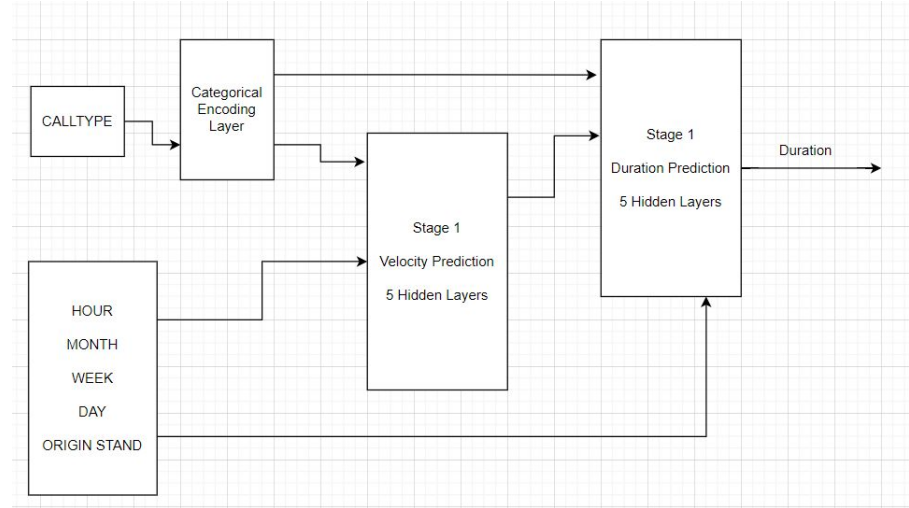 CALLTYPE
Categorical
Encoding
Layer
HOUR
MONTH
WEEK
DAY
ORIGIN STAND
Stage 1
Velocity Prediction
5 Hidden Layers
Stage 1
Duration Prediction
5 Hidden Layers
Duration